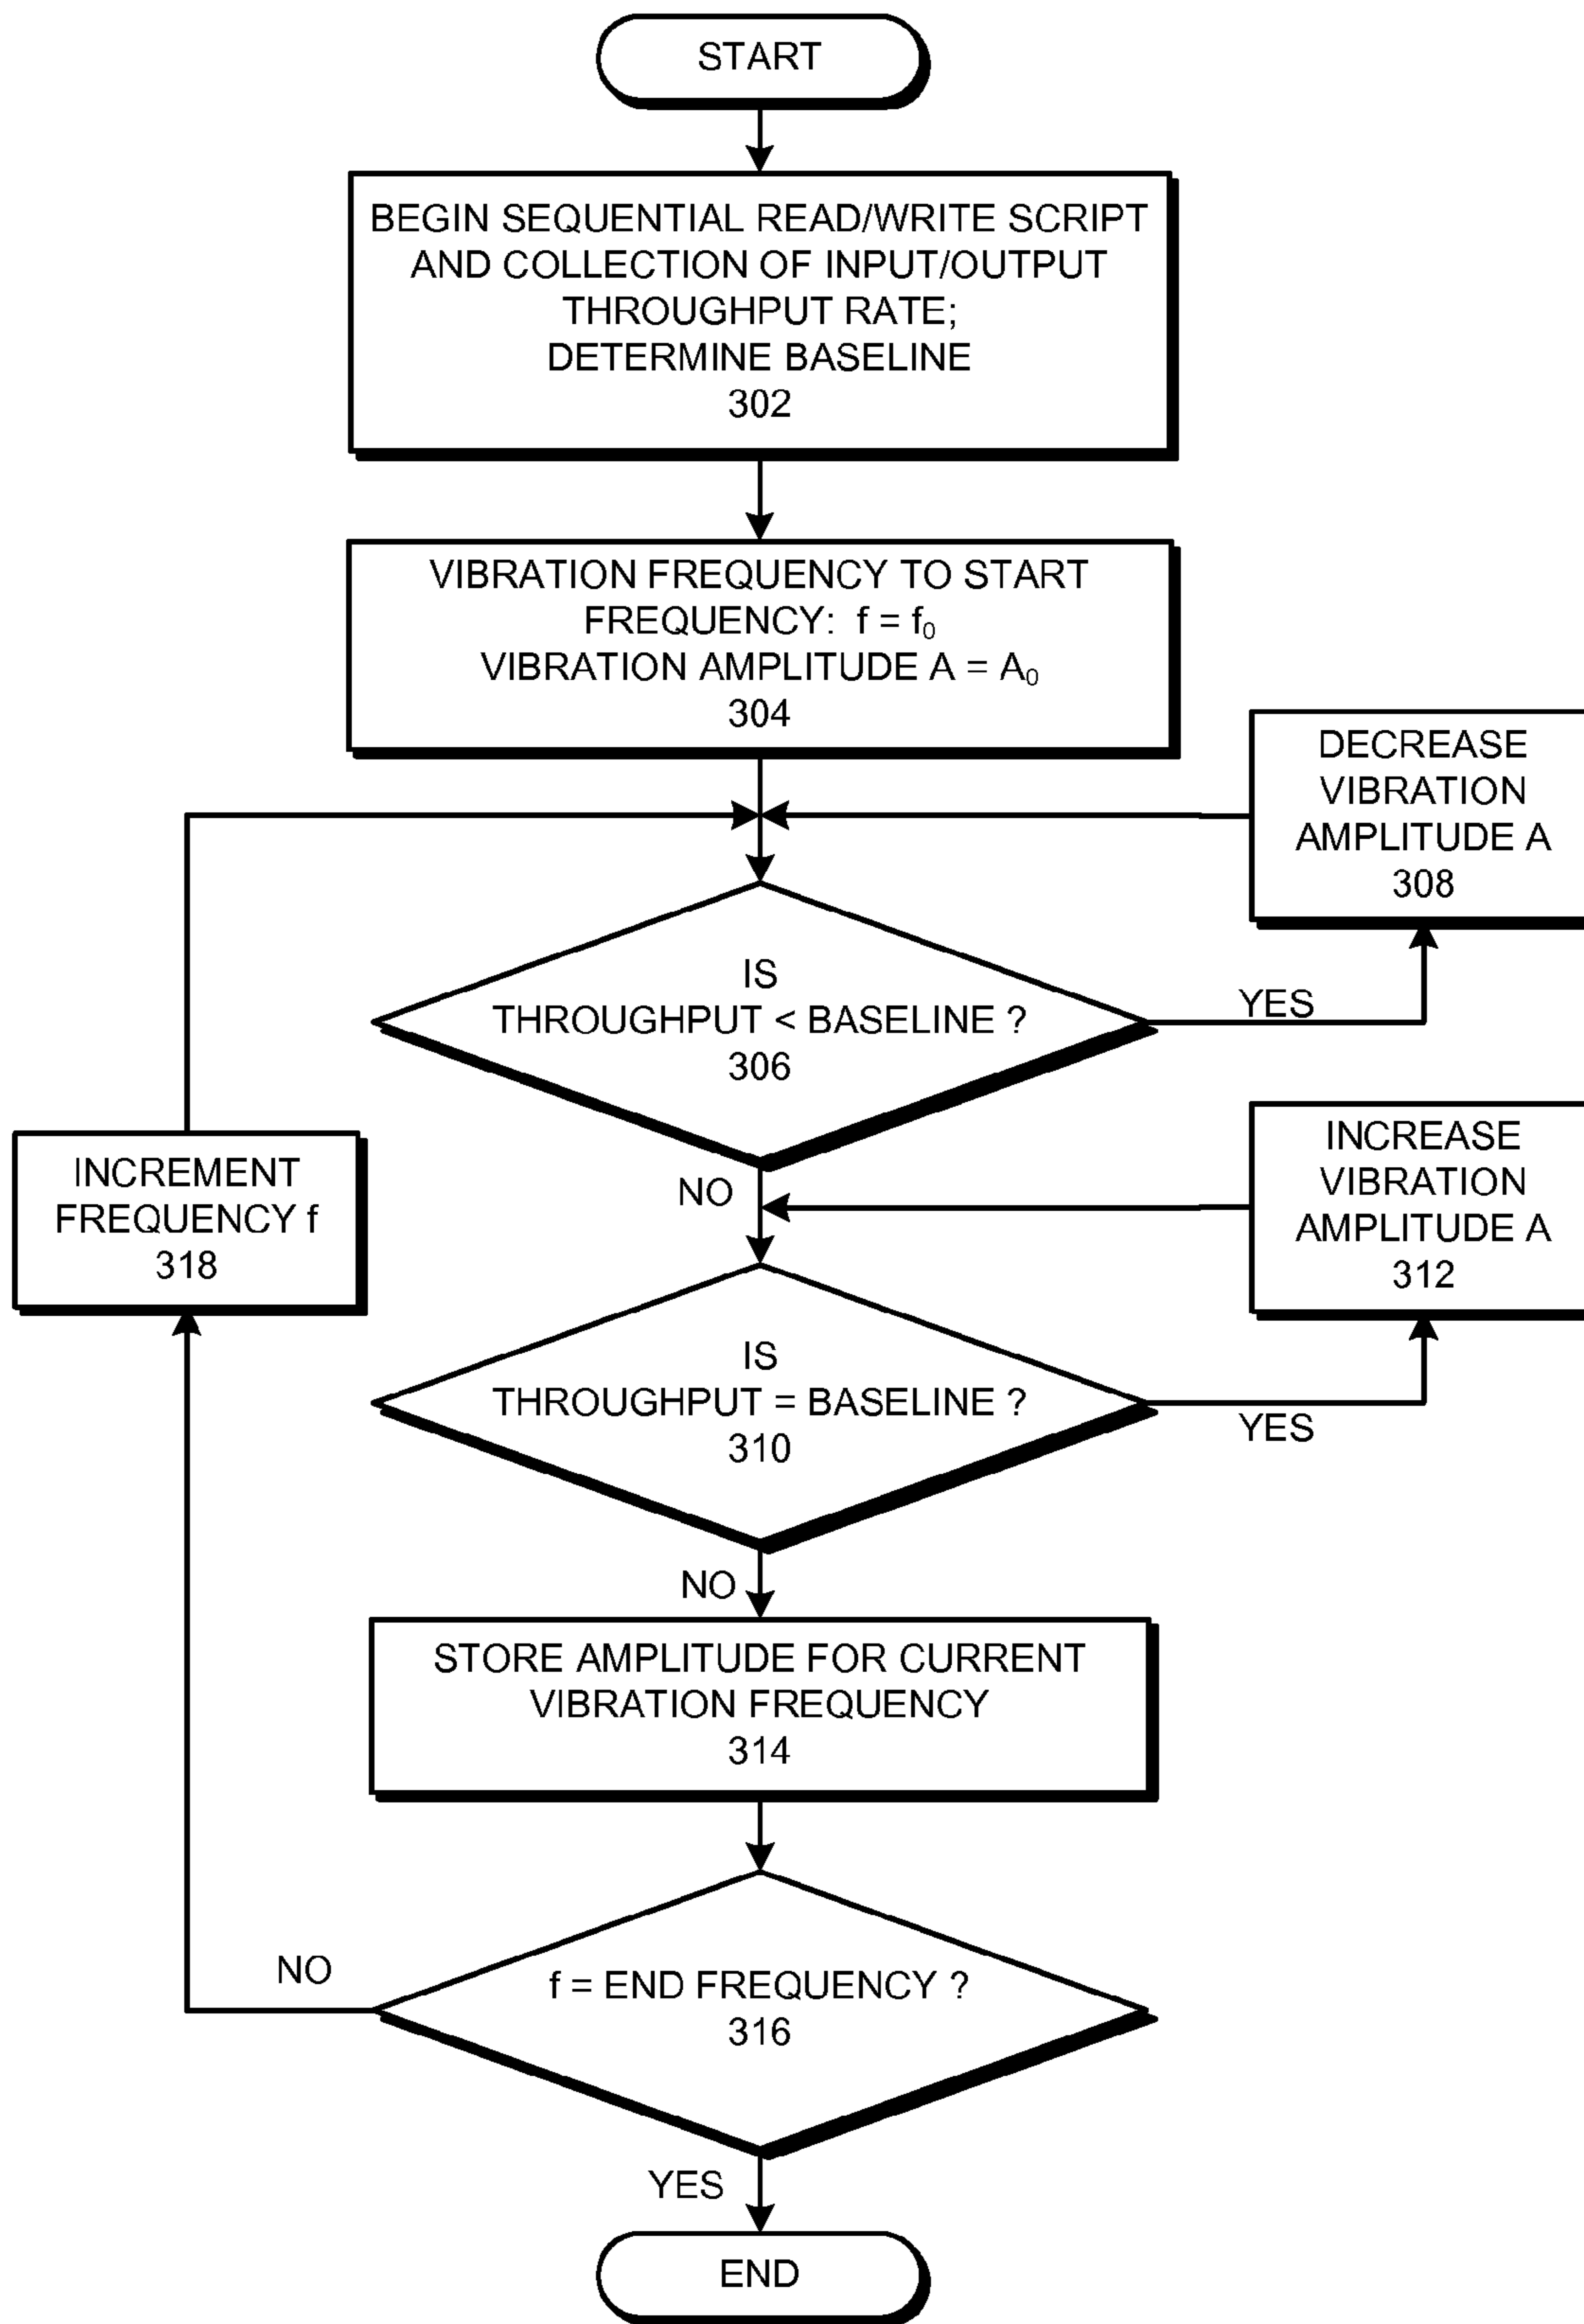 START
BEGIN SEQUENTIAL READ/WRITE SCRIPT
AND COLLECTION OF INPUT/OUTPUT
THROUGHPUT RATE;
DETERMINE BASELINE
302
VIBRATION FREQUENCY TO START
FREQUENCY: f = f₀
VIBRATION AMPLITUDE A = A₀
304
DECREASE
VIBRATION
AMPLITUDE A
308
IS
THROUGHPUT < BASELINE ?
306
YES
NO
INCREASE
VIBRATION
AMPLITUDE A
312
INCREMENT
FREQUENCY f
318
IS
THROUGHPUT = BASELINE ?
310
YES
NO
STORE AMPLITUDE FOR CURRENT
VIBRATION FREQUENCY
314
NO
f = END FREQUENCY ?
316
YES
END